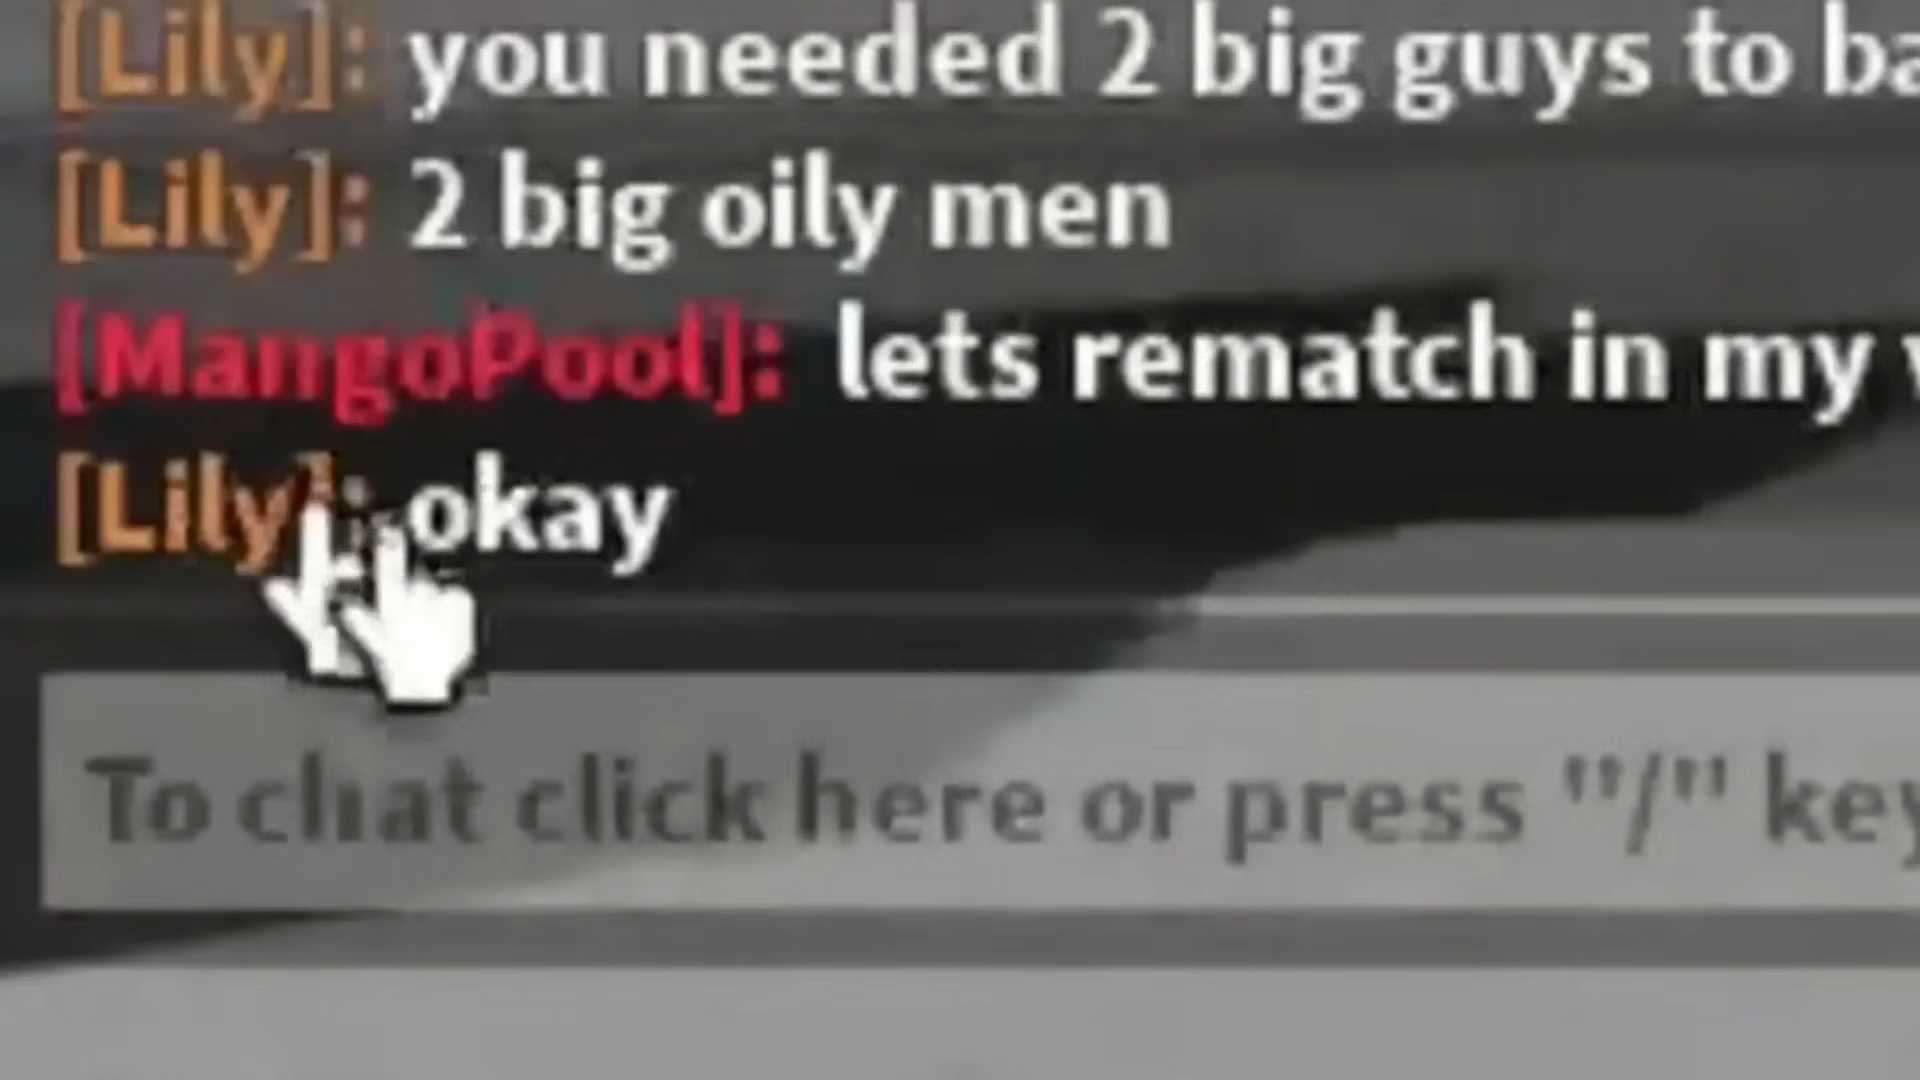 [Lily]: you needed 2 big guys to
[Lily]: 2 big oily men
[MangoPool]: lets rematch in my
[Lily]: okay
To chat click here or press "/" key